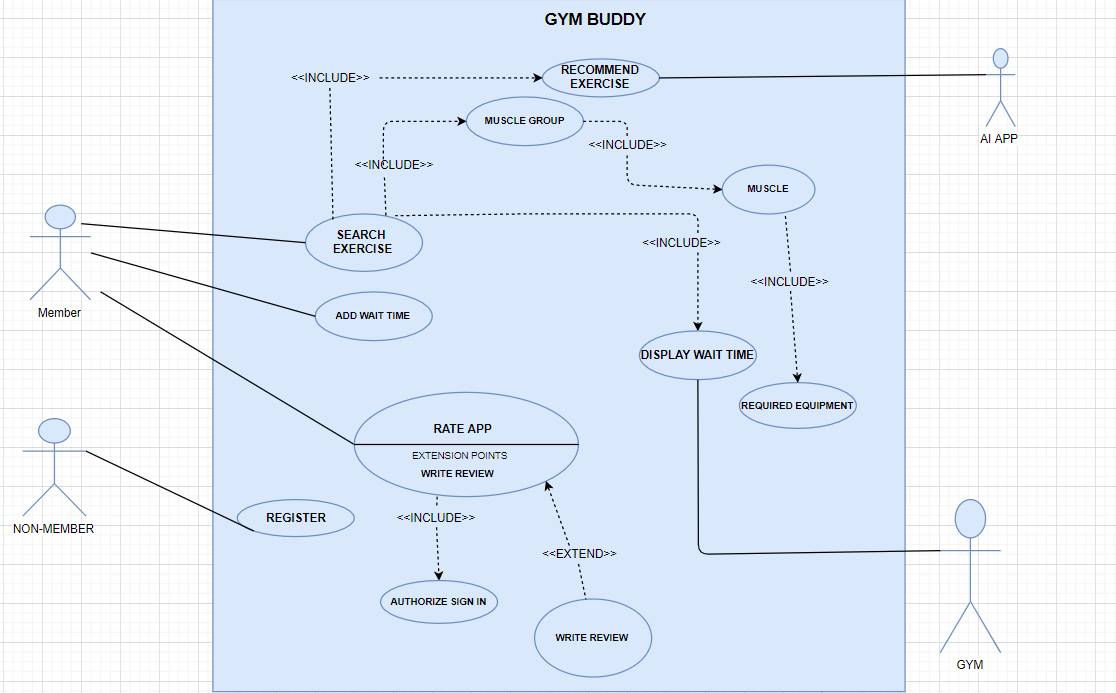 GYM BUDDY
<<INCLUDE>>
RECOMMEND
EXERCISE
AI APP
MUSCLE GROUP
<<INCLUDE>>
<<INCLUDE>>
MUSCLE
SEARCH
EXERCISE
<<INCLUDE>>
<<INCLUDE>>
Member
ADD WAIT TIME
DISPLAY WAIT TIME
REQUIRED EQUIPMENT
RATE APP
EXTENSION POINTS
WRITE REVIEW
NON-MEMBER
REGISTER
<<INCLUDE>>
<<EXTEND>>
AUTHORIZE SIGN IN
WRITE REVIEW
GYM